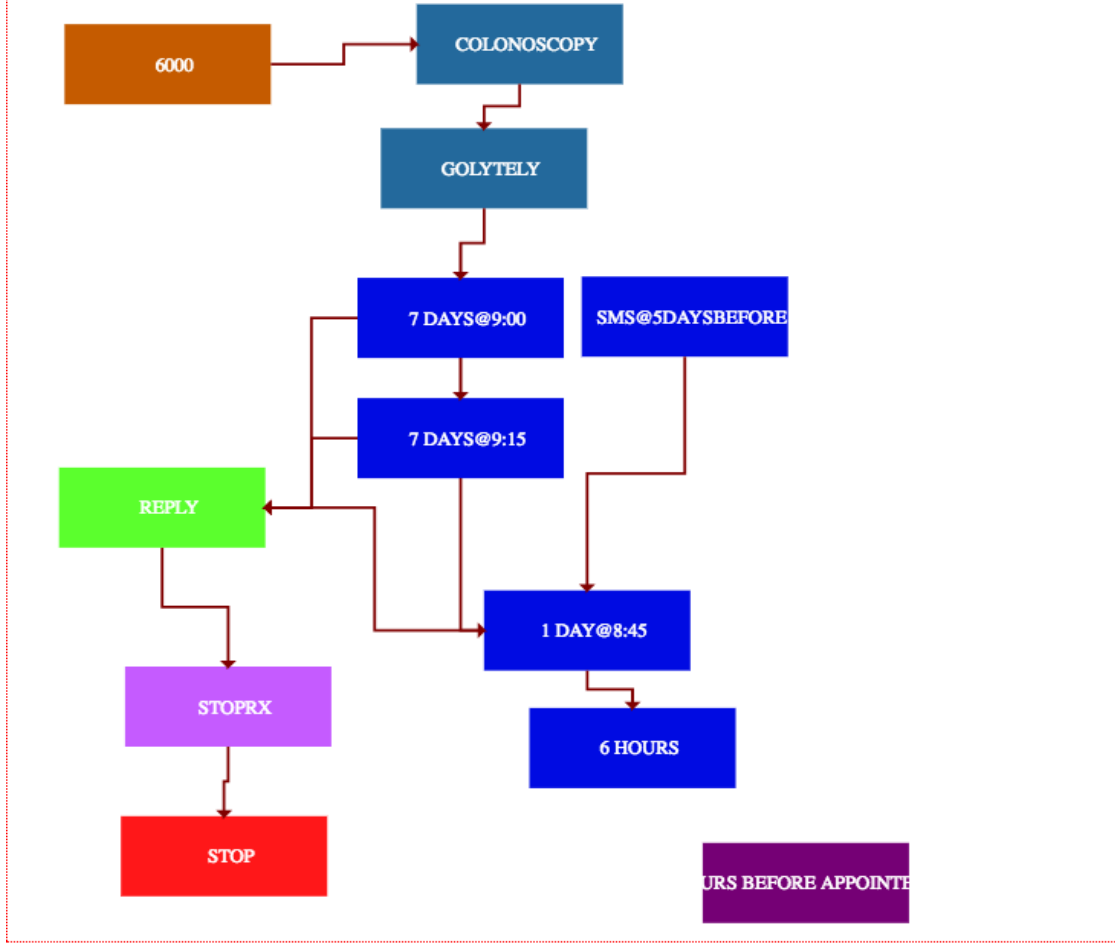 6000
COLONOSCOPY
GOLYTELY
7 DAYS@9:00
SMS@5DAYSBEFORE
7 DAYS@9:15
REPLY
1 DAY@8:45
STOPRX
6 HOURS
STOP
URS BEFORE APPOINTE